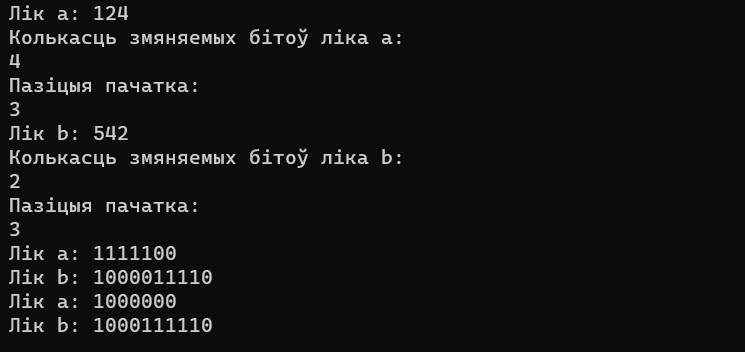 Лік a: 124
Колькасць змяняемых бітоў ліка a:
4
Пазіцыя пачатка:
3
Лік b: 542
Колькасць змяняемых бітоў ліка b:
2
Пазіцыя пачатка:
3
Лік a: 1111100
Лік b: 1000011110
Лік a: 1000000
Лік b: 1000111110